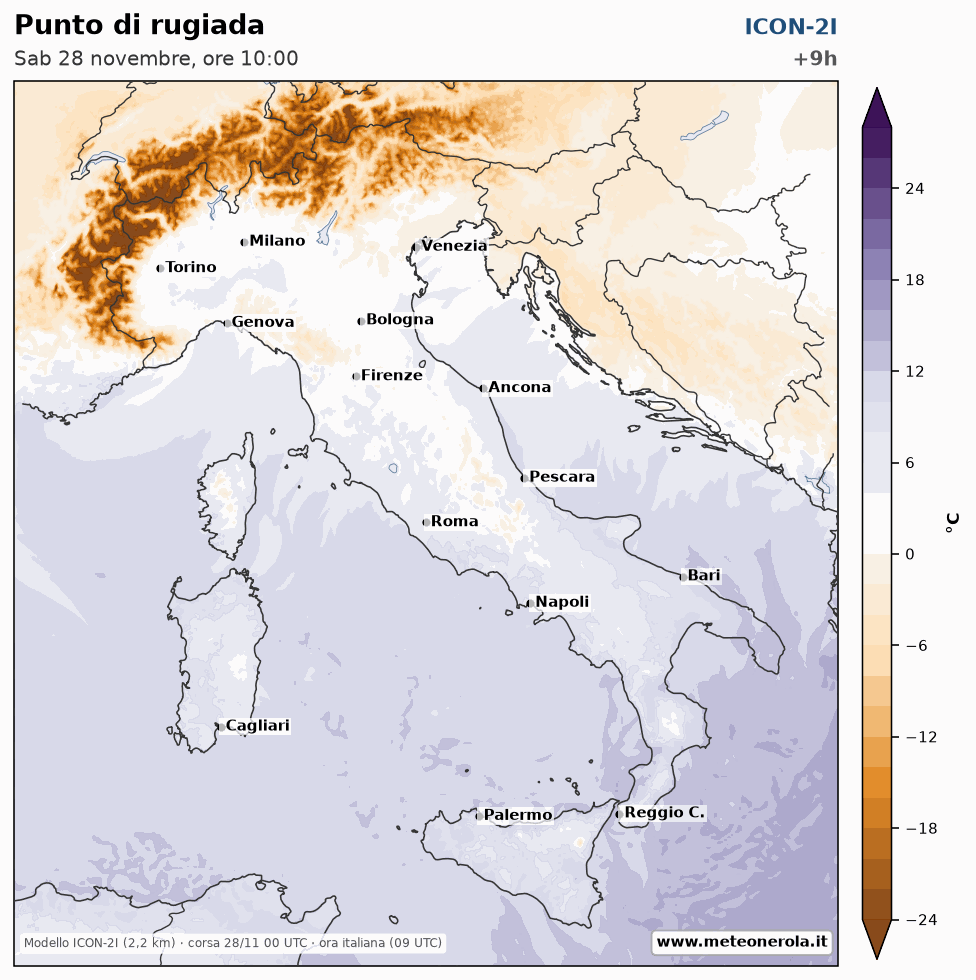 Punto di rugiada
ICON-2I
Sab 28 novembre, ore 10:00
+9h
Milano
Venezia
Torino
Genova
Bologna
Firenze
Ancona
Pescara
Roma
Bari
Napoli
Cagliari
Palermo
Reggio C.
24
18
12
6
0
−6
−12
−18
−24
°C
Modello ICON-2I (2,2 km) · corsa 28/11 00 UTC · ora italiana (09 UTC)
www.meteonerola.it